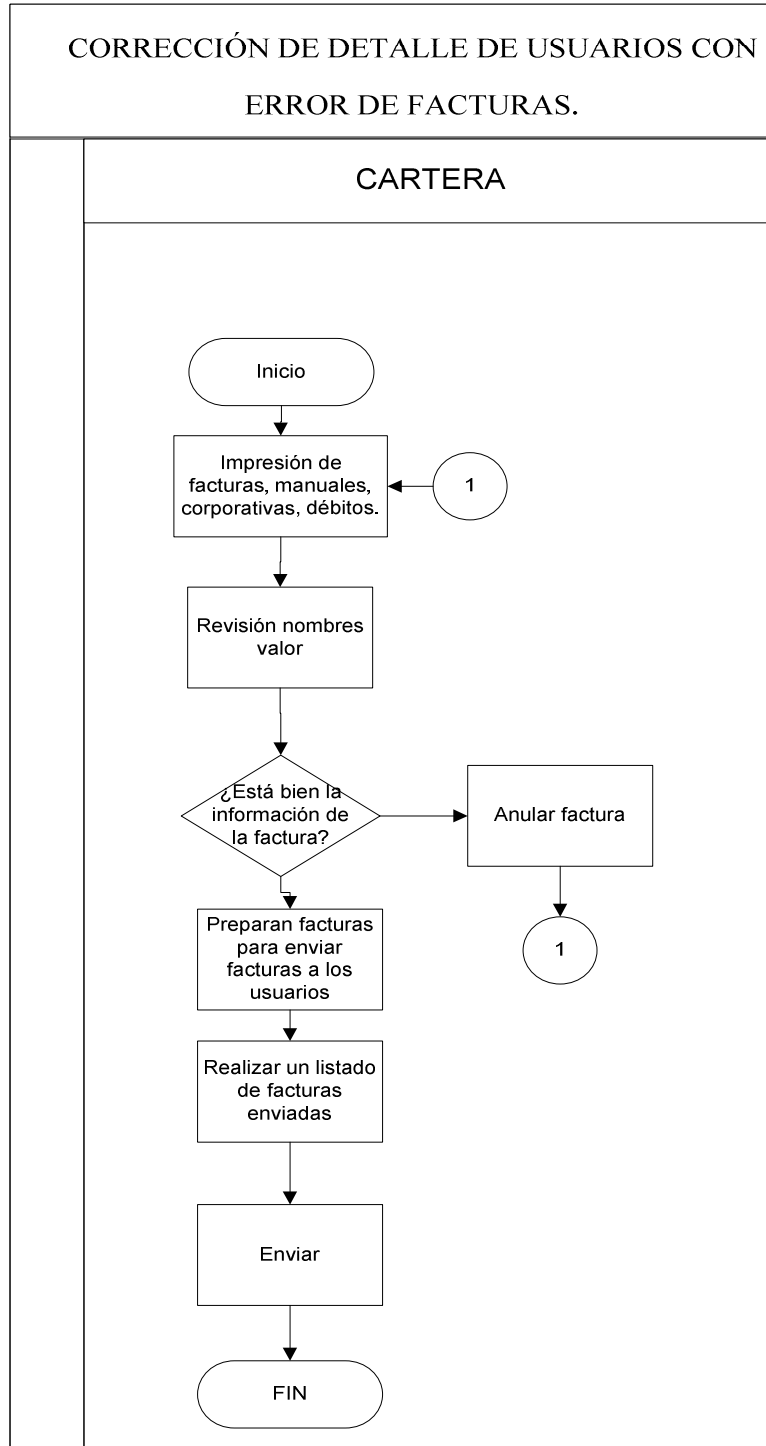 CORRECCIÓN DE DETALLE DE USUARIOS CON
ERROR DE FACTURAS.
CARTERA
Inicio
Impresión de
facturas, manuales,
corporativas, débitos.
1
Revisión nombres
valor
¿Está bien la
información de
la factura?
Anular factura
1
Preparan facturas
para enviar
facturas a los
usuarios
Realizar un listado
de facturas
enviadas
Enviar
FIN